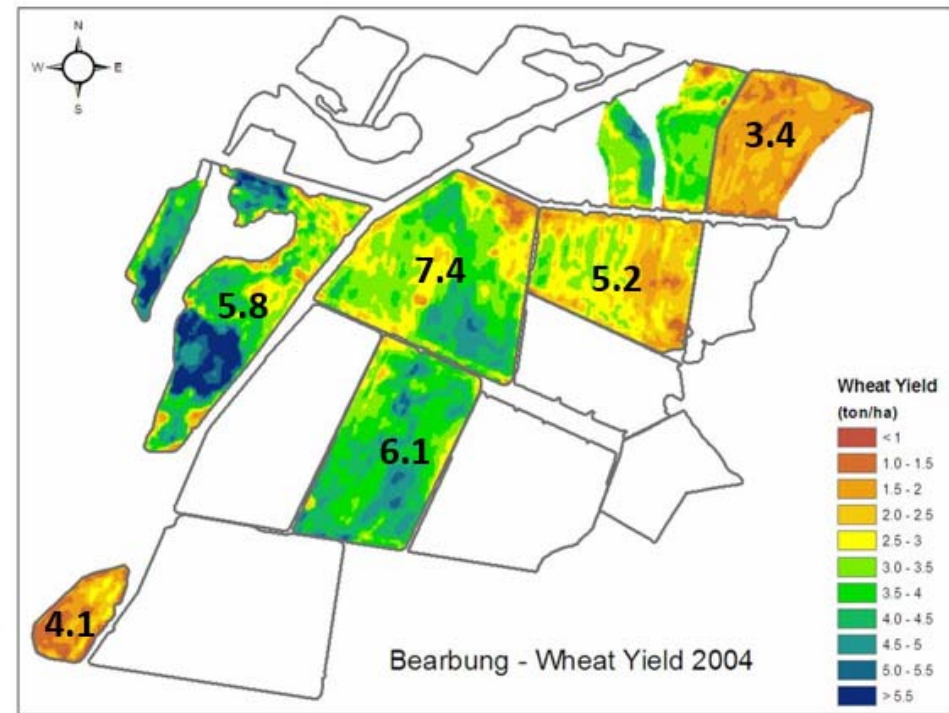 N
W E
S
3.4
7.4
5.2
5.8
6.1
4.1
Wheat Yield
(ton/ha)
< 1
1.0 - 1.5
1.5 - 2
2.0 - 2.5
2.5 - 3
3.0 - 3.5
3.5 - 4
4.0 - 4.5
4.5 - 5
5.0 - 5.5
> 5.5
Bearbung - Wheat Yield 2004